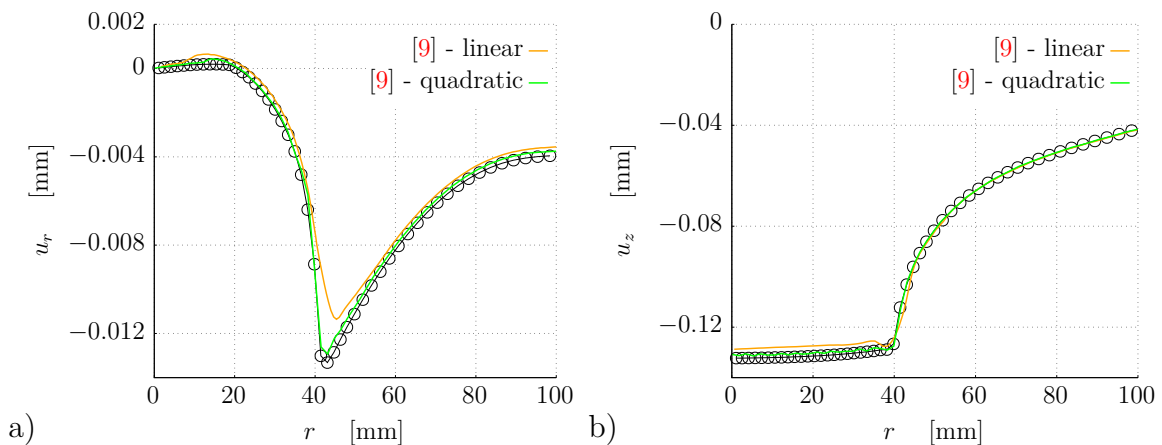 0.002
0
−0.004
−0.008
−0.012
u_r [mm]
[9] - linear
[9] - quadratic
0 20 40 60 80 100
r [mm]
a)
0
−0.04
−0.08
−0.12
u_z [mm]
[9] - linear
[9] - quadratic
0 20 40 60 80 100
r [mm]
b)